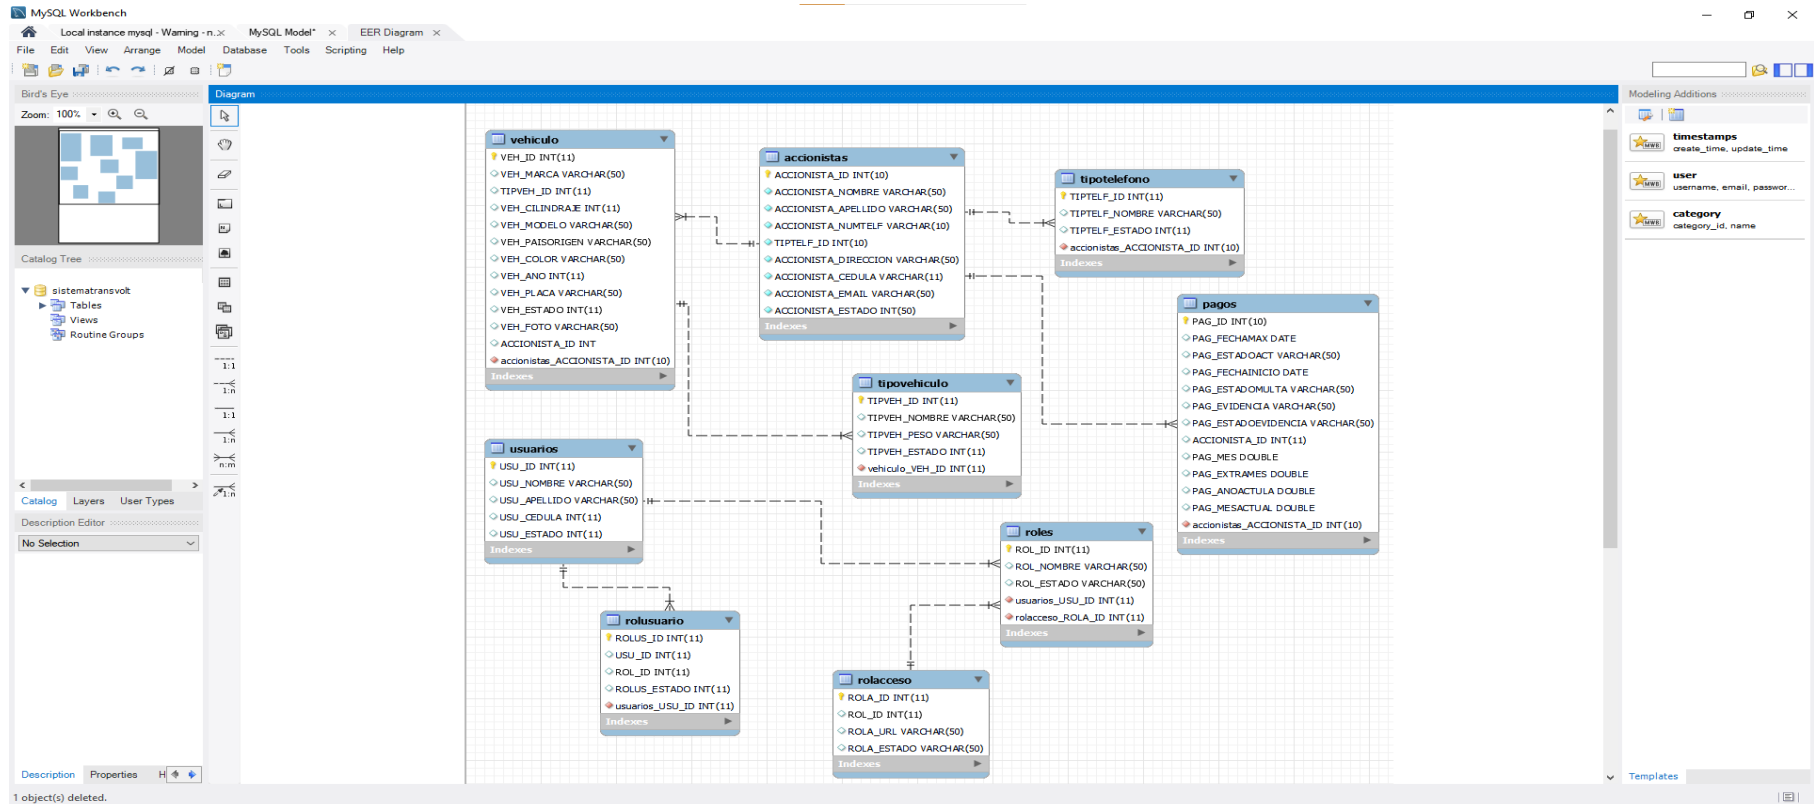 MySQL Workbench
Local instance mysql - Warning - n... ×
MySQL Model* ×
EER Diagram ×
File Edit View Arrange Model Database Tools Scripting Help
Bird's Eye
Zoom: 100%
Catalog Tree
sistematransvolt
Tables
Views
Routine Groups
Catalog Layers User Types
Description Editor
No Selection
Description Properties H
1 object(s) deleted.
Diagram
1:1
1:n
1:1
1:n
n:m
1:n
vehiculo
VEH_ID INT(11)
VEH_MARCA VARCHAR(50)
TIPVEH_ID INT(11)
VEH_CILINDRAJE INT(11)
VEH_MODELO VARCHAR(50)
VEH_PAISORIGEN VARCHAR(50)
VEH_COLOR VARCHAR(50)
VEH_ANO INT(11)
VEH_PLACA VARCHAR(50)
VEH_ESTADO INT(11)
VEH_FOTO VARCHAR(50)
ACCIONISTA_ID INT
accionistas_ACCIONISTA_ID INT(10)
Indexes
accionistas
ACCIONISTA_ID INT(10)
ACCIONISTA_NOMBRE VARCHAR(50)
ACCIONISTA_APELLIDO VARCHAR(50)
ACCIONISTA_NUMTELF VARCHAR(10)
TIPTELF_ID INT(10)
ACCIONISTA_DIRECCION VARCHAR(50)
ACCIONISTA_CEDULA VARCHAR(11)
ACCIONISTA_EMAIL VARCHAR(50)
ACCIONISTA_ESTADO INT(50)
Indexes
tipotelefono
TIPTELF_ID INT(11)
TIPTELF_NOMBRE VARCHAR(50)
TIPTELF_ESTADO INT(11)
accionistas_ACCIONISTA_ID INT(10)
Indexes
pagos
PAG_ID INT(10)
PAG_FECHAMAX DATE
PAG_ESTADOACT VARCHAR(50)
PAG_FECHAINICIO DATE
PAG_ESTADOMULTA VARCHAR(50)
PAG_EVIDENCIA VARCHAR(50)
PAG_ESTADOEVIDENCIA VARCHAR(50)
ACCIONISTA_ID INT(11)
PAG_MES DOUBLE
PAG_EXTRAMES DOUBLE
PAG_ANOACTULA DOUBLE
PAG_MESACTUAL DOUBLE
accionistas_ACCIONISTA_ID INT(10)
Indexes
tipovehiculo
TIPVEH_ID INT(11)
TIPVEH_NOMBRE VARCHAR(50)
TIPVEH_PESO VARCHAR(50)
TIPVEH_ESTADO INT(11)
vehiculo_VEH_ID INT(11)
Indexes
usuarios
USU_ID INT(11)
USU_NOMBRE VARCHAR(50)
USU_APELLIDO VARCHAR(50)
USU_CEDULA INT(11)
USU_ESTADO INT(11)
Indexes
roles
ROL_ID INT(11)
ROL_NOMBRE VARCHAR(50)
ROL_ESTADO VARCHAR(50)
usuarios_USU_ID INT(11)
rolacceso_ROLA_ID INT(11)
Indexes
rolusuario
ROLUS_ID INT(11)
USU_ID INT(11)
ROL_ID INT(11)
ROLUS_ESTADO INT(11)
usuarios_USU_ID INT(11)
Indexes
rolacceso
ROLA_ID INT(11)
ROL_ID INT(11)
ROLA_URL VARCHAR(50)
ROLA_ESTADO VARCHAR(50)
Indexes
Modeling Additions
timestamps
create_time, update_time
user
username, email, passwor...
category
category_id, name
MWB
MWB
MWB
Templates